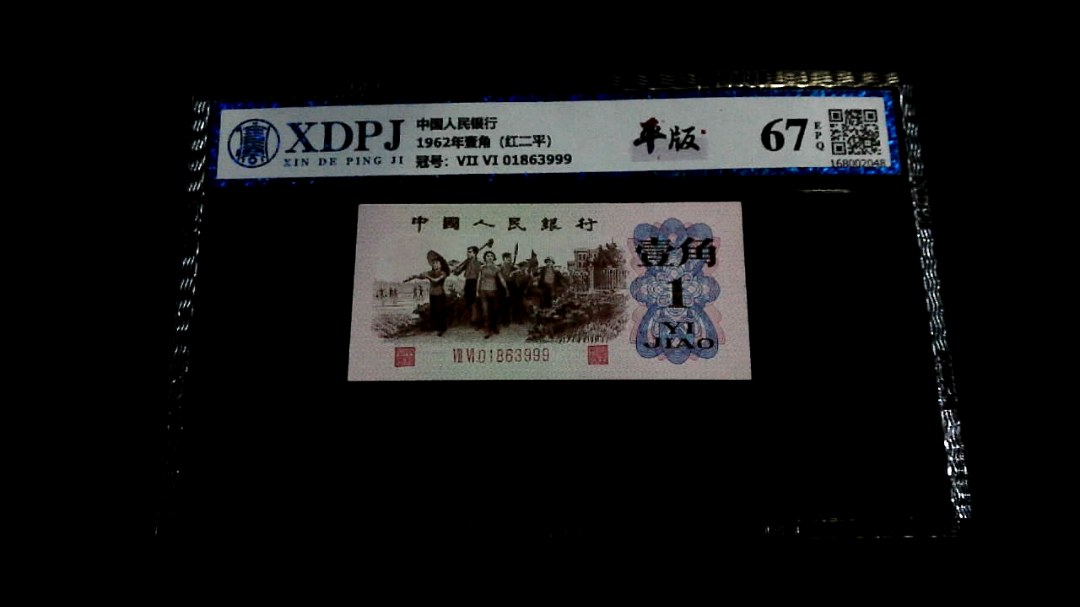 XDPJ
XIN DE PING JI
中国人民银行
1962年壹角（红二平）
冠号：VII VI 01863999
平版
67
EPQ
168002048
中國人民銀行
壹角
1
YI
JIAO
VII VI 01863999